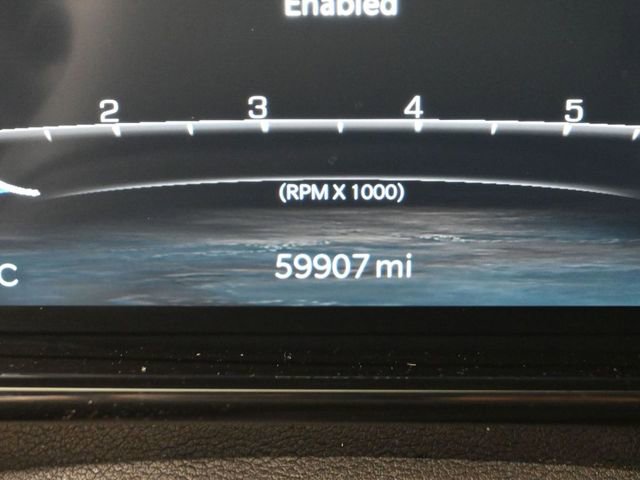 Enabled
2 3 4 5
(RPM X 1000)
C
59907 mi